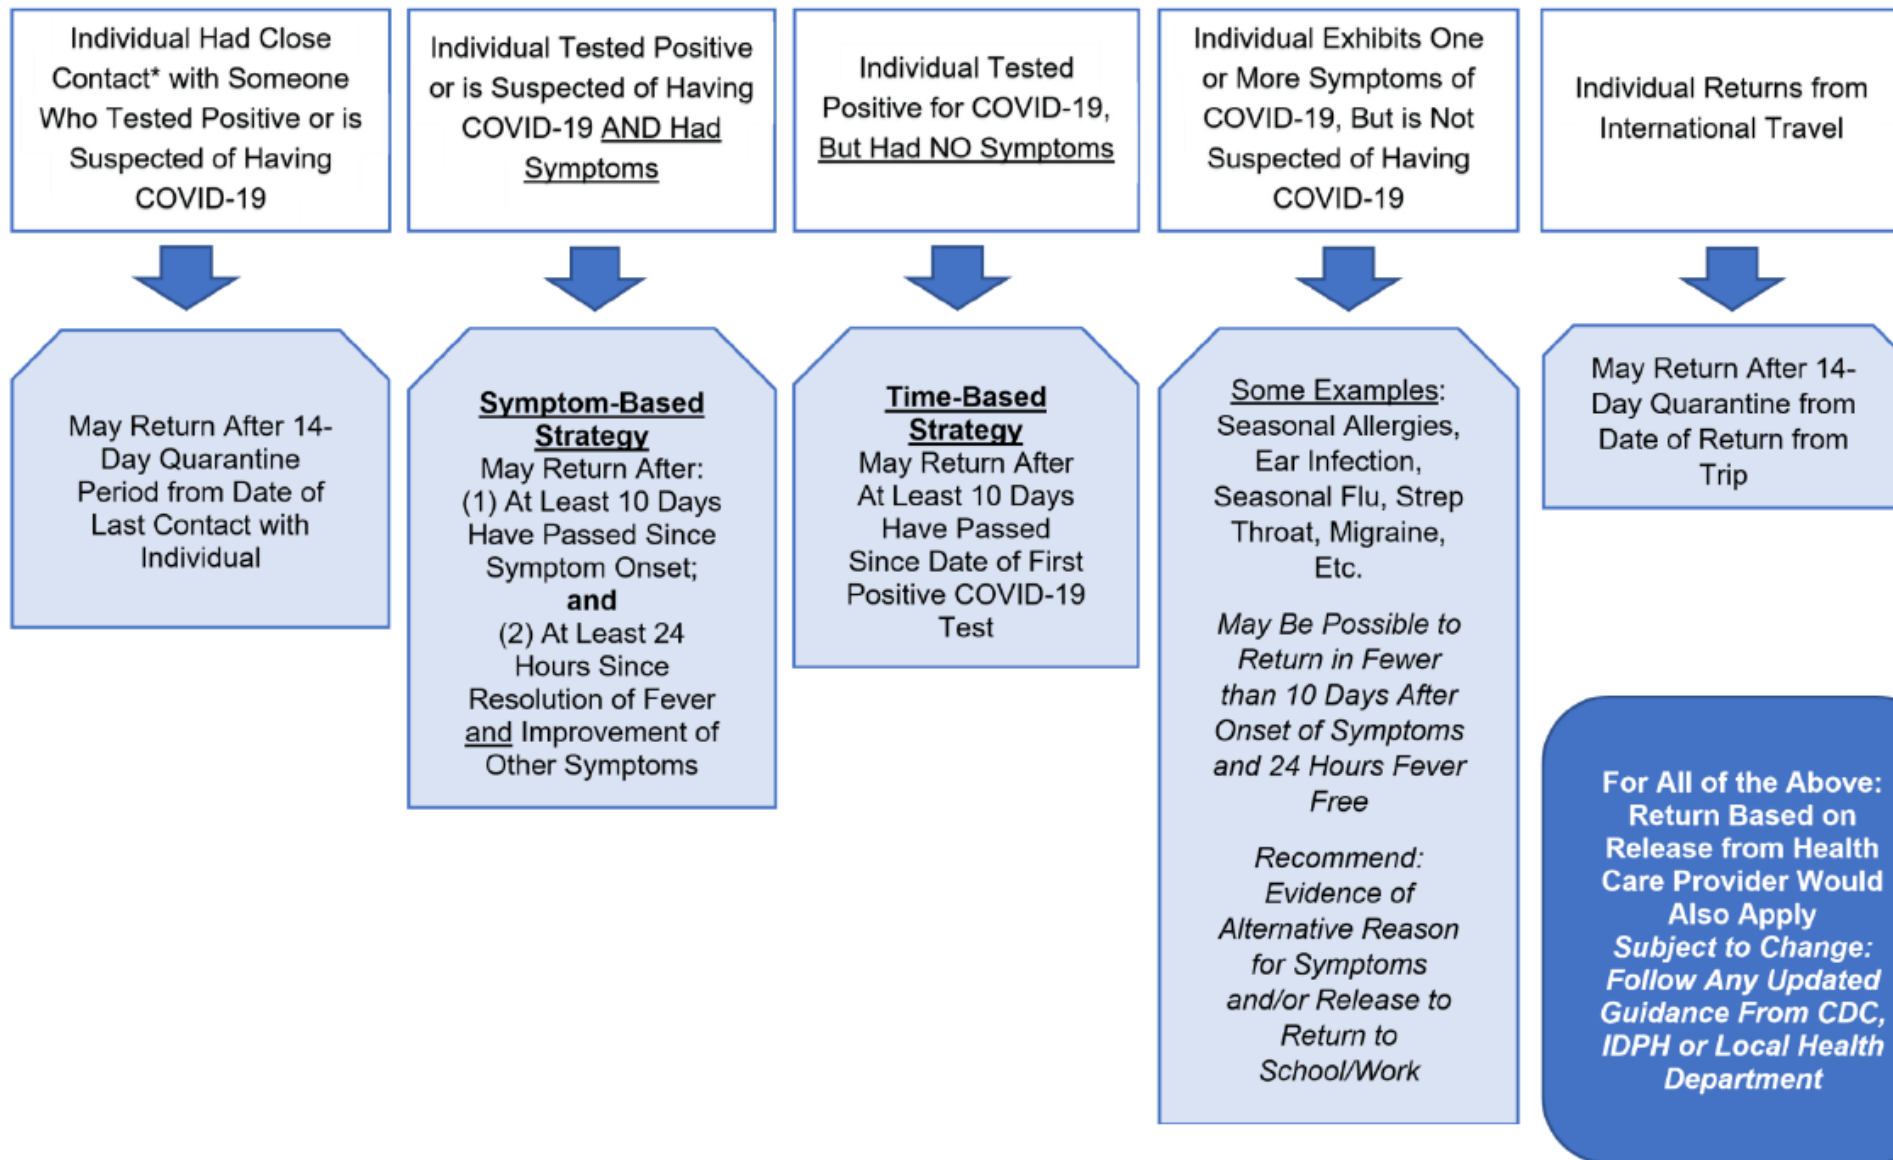 Individual Had Close
Contact* with Someone
Who Tested Positive or is
Suspected of Having
COVID-19
May Return After 14-
Day Quarantine
Period from Date of
Last Contact with
Individual
Individual Tested Positive
or is Suspected of Having
COVID-19 AND Had
Symptoms
Symptom-Based
Strategy
May Return After:
(1) At Least 10 Days
Have Passed Since
Symptom Onset;
and
(2) At Least 24
Hours Since
Resolution of Fever
and Improvement of
Other Symptoms
Individual Tested
Positive for COVID-19,
But Had NO Symptoms
Time-Based
Strategy
May Return After
At Least 10 Days
Have Passed
Since Date of First
Positive COVID-19
Test
Individual Exhibits One
or More Symptoms of
COVID-19, But is Not
Suspected of Having
COVID-19
Some Examples:
Seasonal Allergies,
Ear Infection,
Seasonal Flu, Strep
Throat, Migraine,
Etc.
May Be Possible to
Return in Fewer
than 10 Days After
Onset of Symptoms
and 24 Hours Fever
Free
Recommend:
Evidence of
Alternative Reason
for Symptoms
and/or Release to
Return to
School/Work
Individual Returns from
International Travel
May Return After 14-
Day Quarantine from
Date of Return from
Trip
For All of the Above:
Return Based on
Release from Health
Care Provider Would
Also Apply
Subject to Change:
Follow Any Updated
Guidance From CDC,
IDPH or Local Health
Department